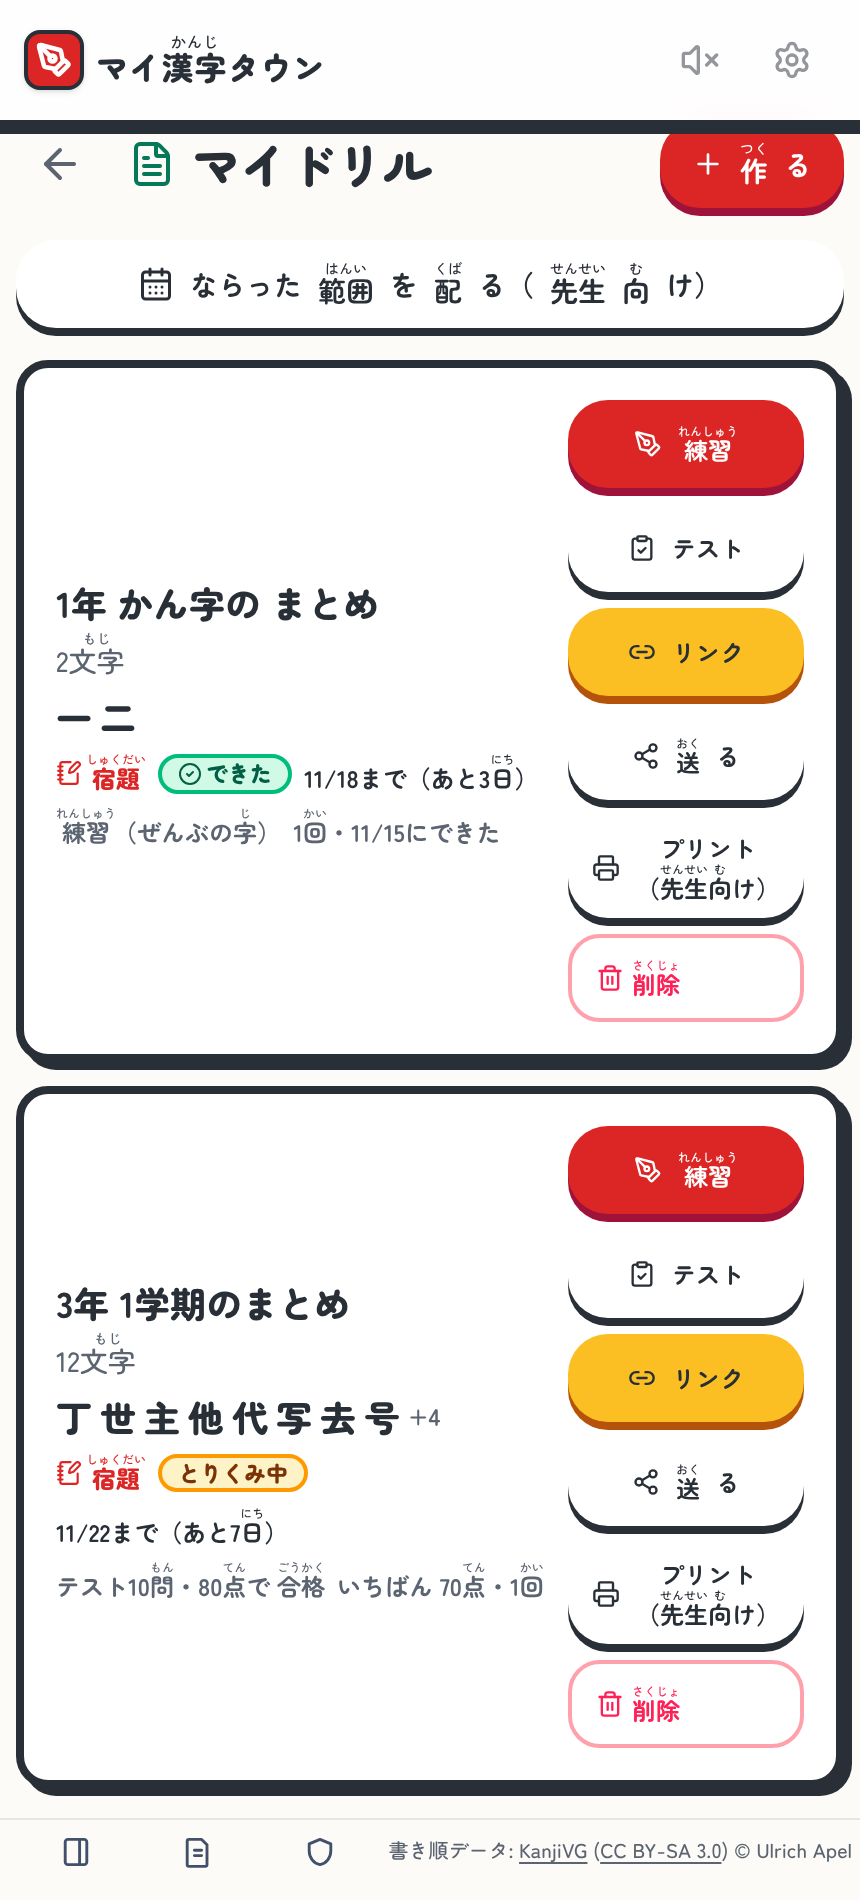 マイ漢字タウン
かんじ
マイドリル
作る
つく
ならった範囲を配る（先生向け）
はんい くば せんせい む
1年 かん字の まとめ
2文字
もじ
一 二
宿題 できた 11/18まで（あと3日）
しゅくだい にち
練習（ぜんぶの字） 1回・11/15にできた
れんしゅう じ かい
練習
れんしゅう
テスト
リンク
送る
おく
プリント
（先生向け）
せんせい む
削除
さくじょ
3年 1学期のまとめ
12文字
もじ
丁 世 主 他 代 写 去 号 +4
宿題 とりくみ中
しゅくだい
11/22まで（あと7日）
にち
テスト10問・80点で 合格 いちばん 70点・1回
もん てん ごうかく てん かい
練習
れんしゅう
テスト
リンク
送る
おく
プリント
（先生向け）
せんせい む
削除
さくじょ
書き順データ: KanjiVG (CC BY-SA 3.0) © Ulrich Apel